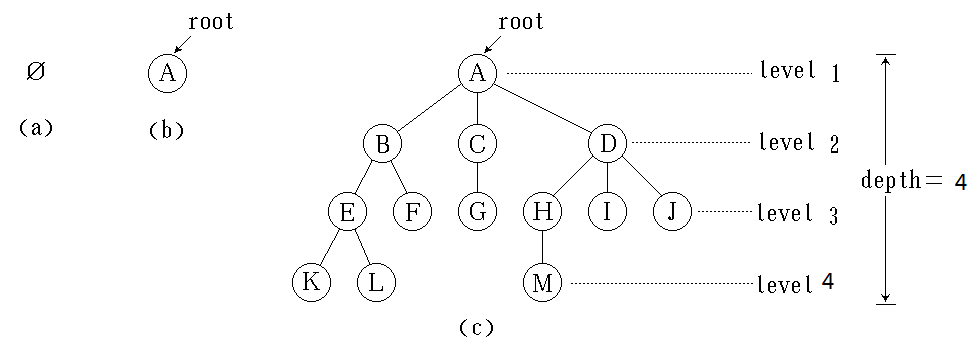 root root
Ø A A level 1
(a) (b)
B C D level 2
depth= 4
E F G H I J level 3
K L M level 4
(c)